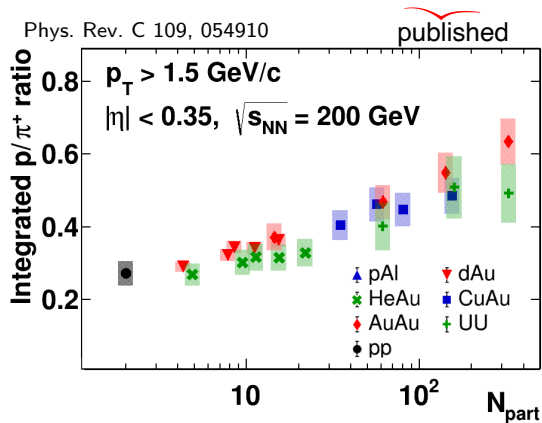 Phys. Rev. C 109, 054910
published
p_T > 1.5 GeV/c
|η| < 0.35, √s_NN = 200 GeV
Integrated p/π⁺ ratio
0.8
0.6
0.4
0.2
pAl
dAu
HeAu
CuAu
AuAu
UU
pp
10
10²
N_part